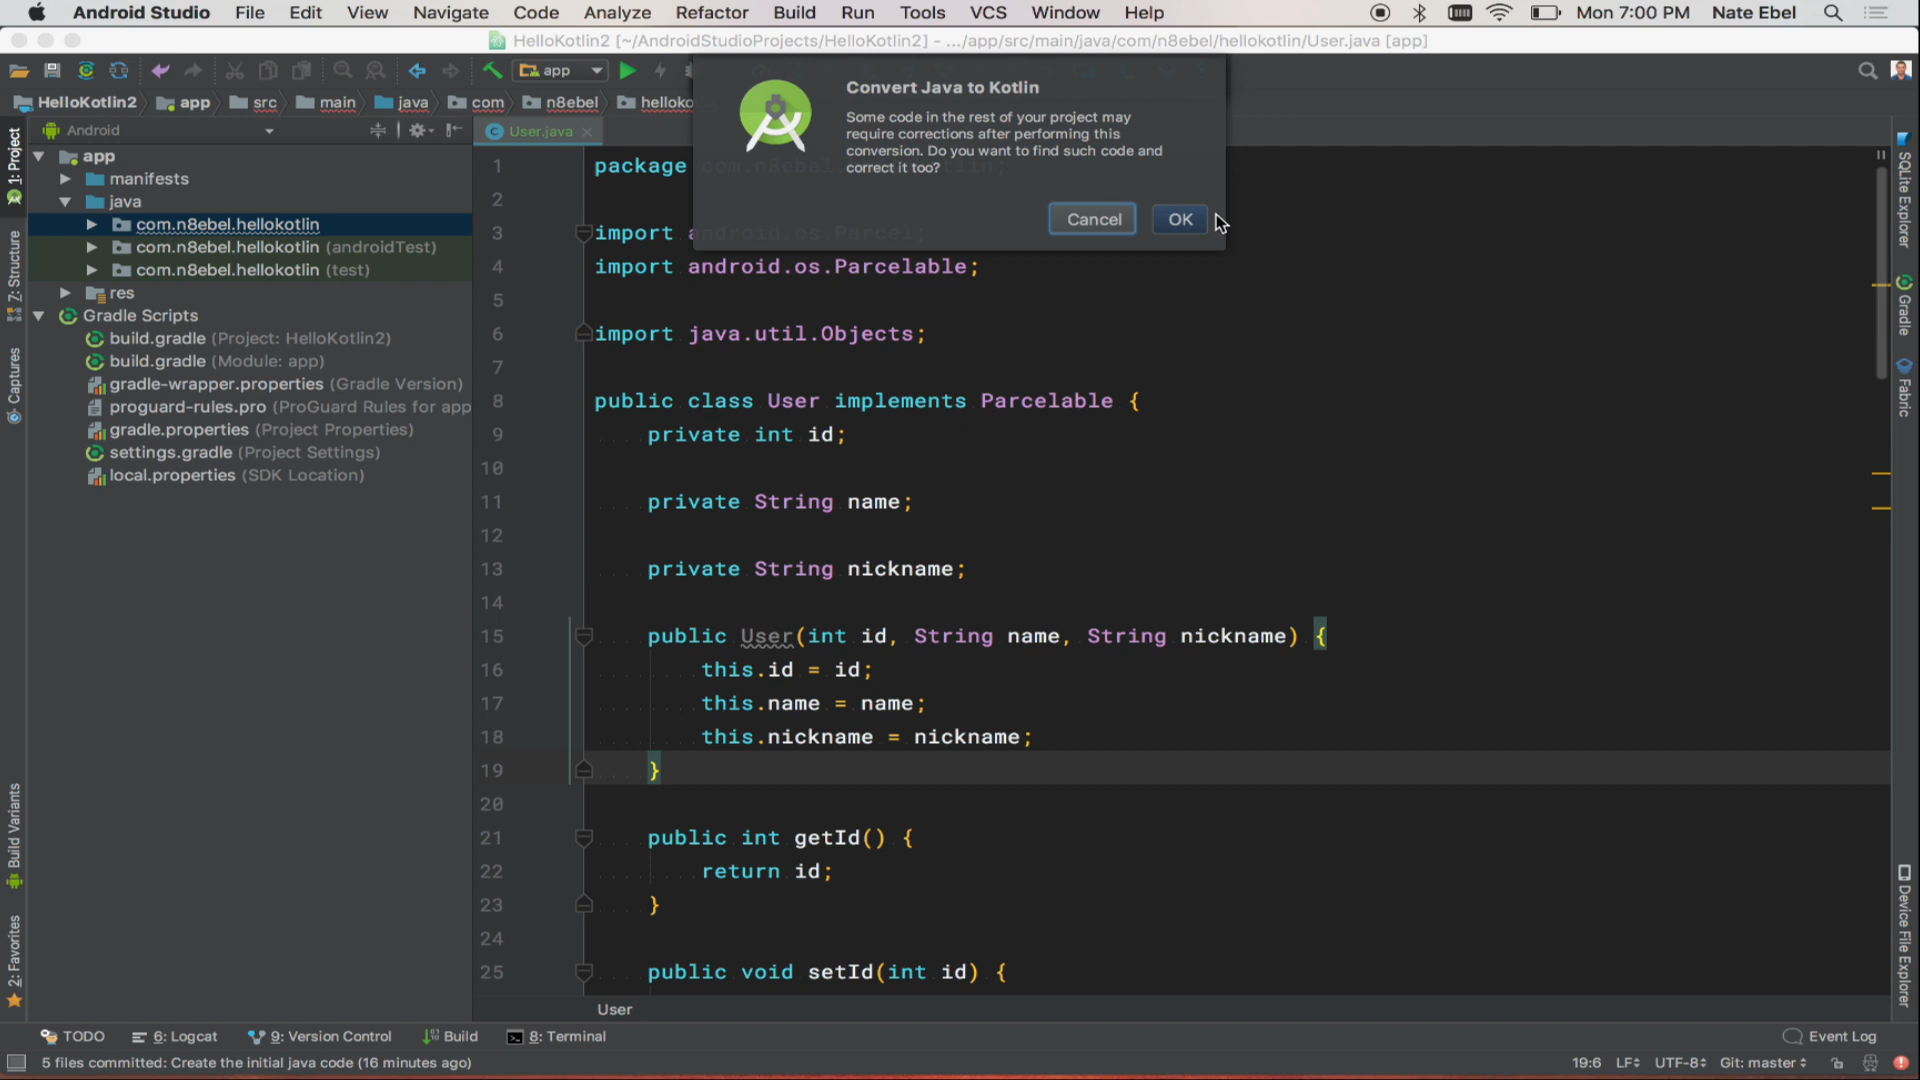 Android Studio File Edit View Navigate Code Analyze Refactor Build Run Tools VCS Window Help Mon 7:00 PM Nate Ebel
HelloKotlin2 [~/AndroidStudioProjects/HelloKotlin2] - .../app/src/main/java/com/n8ebel/hellokotlin/User.java [app]
app
HelloKotlin2 app src main java com n8ebel helloko
Convert Java to Kotlin
Some code in the rest of your project may
require corrections after performing this
conversion. Do you want to find such code and
correct it too?
Cancel OK
Android
User.java
1: Project
7: Structure
Captures
Build Variants
2: Favorites
app
manifests
java
com.n8ebel.hellokotlin
com.n8ebel.hellokotlin (androidTest)
com.n8ebel.hellokotlin (test)
res
Gradle Scripts
build.gradle (Project: HelloKotlin2)
build.gradle (Module: app)
gradle-wrapper.properties (Gradle Version)
proguard-rules.pro (ProGuard Rules for app
gradle.properties (Project Properties)
settings.gradle (Project Settings)
local.properties (SDK Location)
1 package
2
3 import android.os.Parcel;
4 import android.os.Parcelable;
5
6 import java.util.Objects;
7
8 public class User implements Parcelable {
9 private int id;
10
11 private String name;
12
13 private String nickname;
14
15 public User(int id, String name, String nickname) {
16 this.id = id;
17 this.name = name;
18 this.nickname = nickname;
19 }
20
21 public int getId() {
22 return id;
23 }
24
25 public void setId(int id) {
User
SQLite Explorer
Gradle
Fabric
Device File Explorer
TODO 6: Logcat 9: Version Control Build 8: Terminal Event Log
5 files committed: Create the initial java code (16 minutes ago) 19:6 LF UTF-8 Git: master